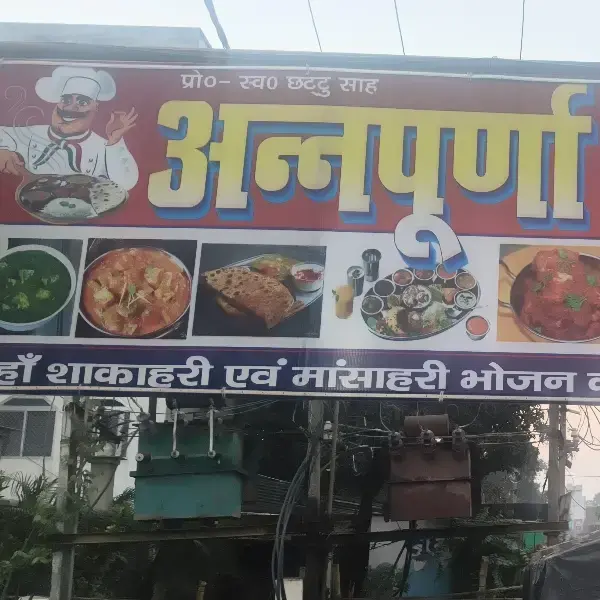 प्रो०- स्व० छटटु साह
अन्नपूर्णा
हाँ शाकाहरी एवं मांसाहरी भोजन